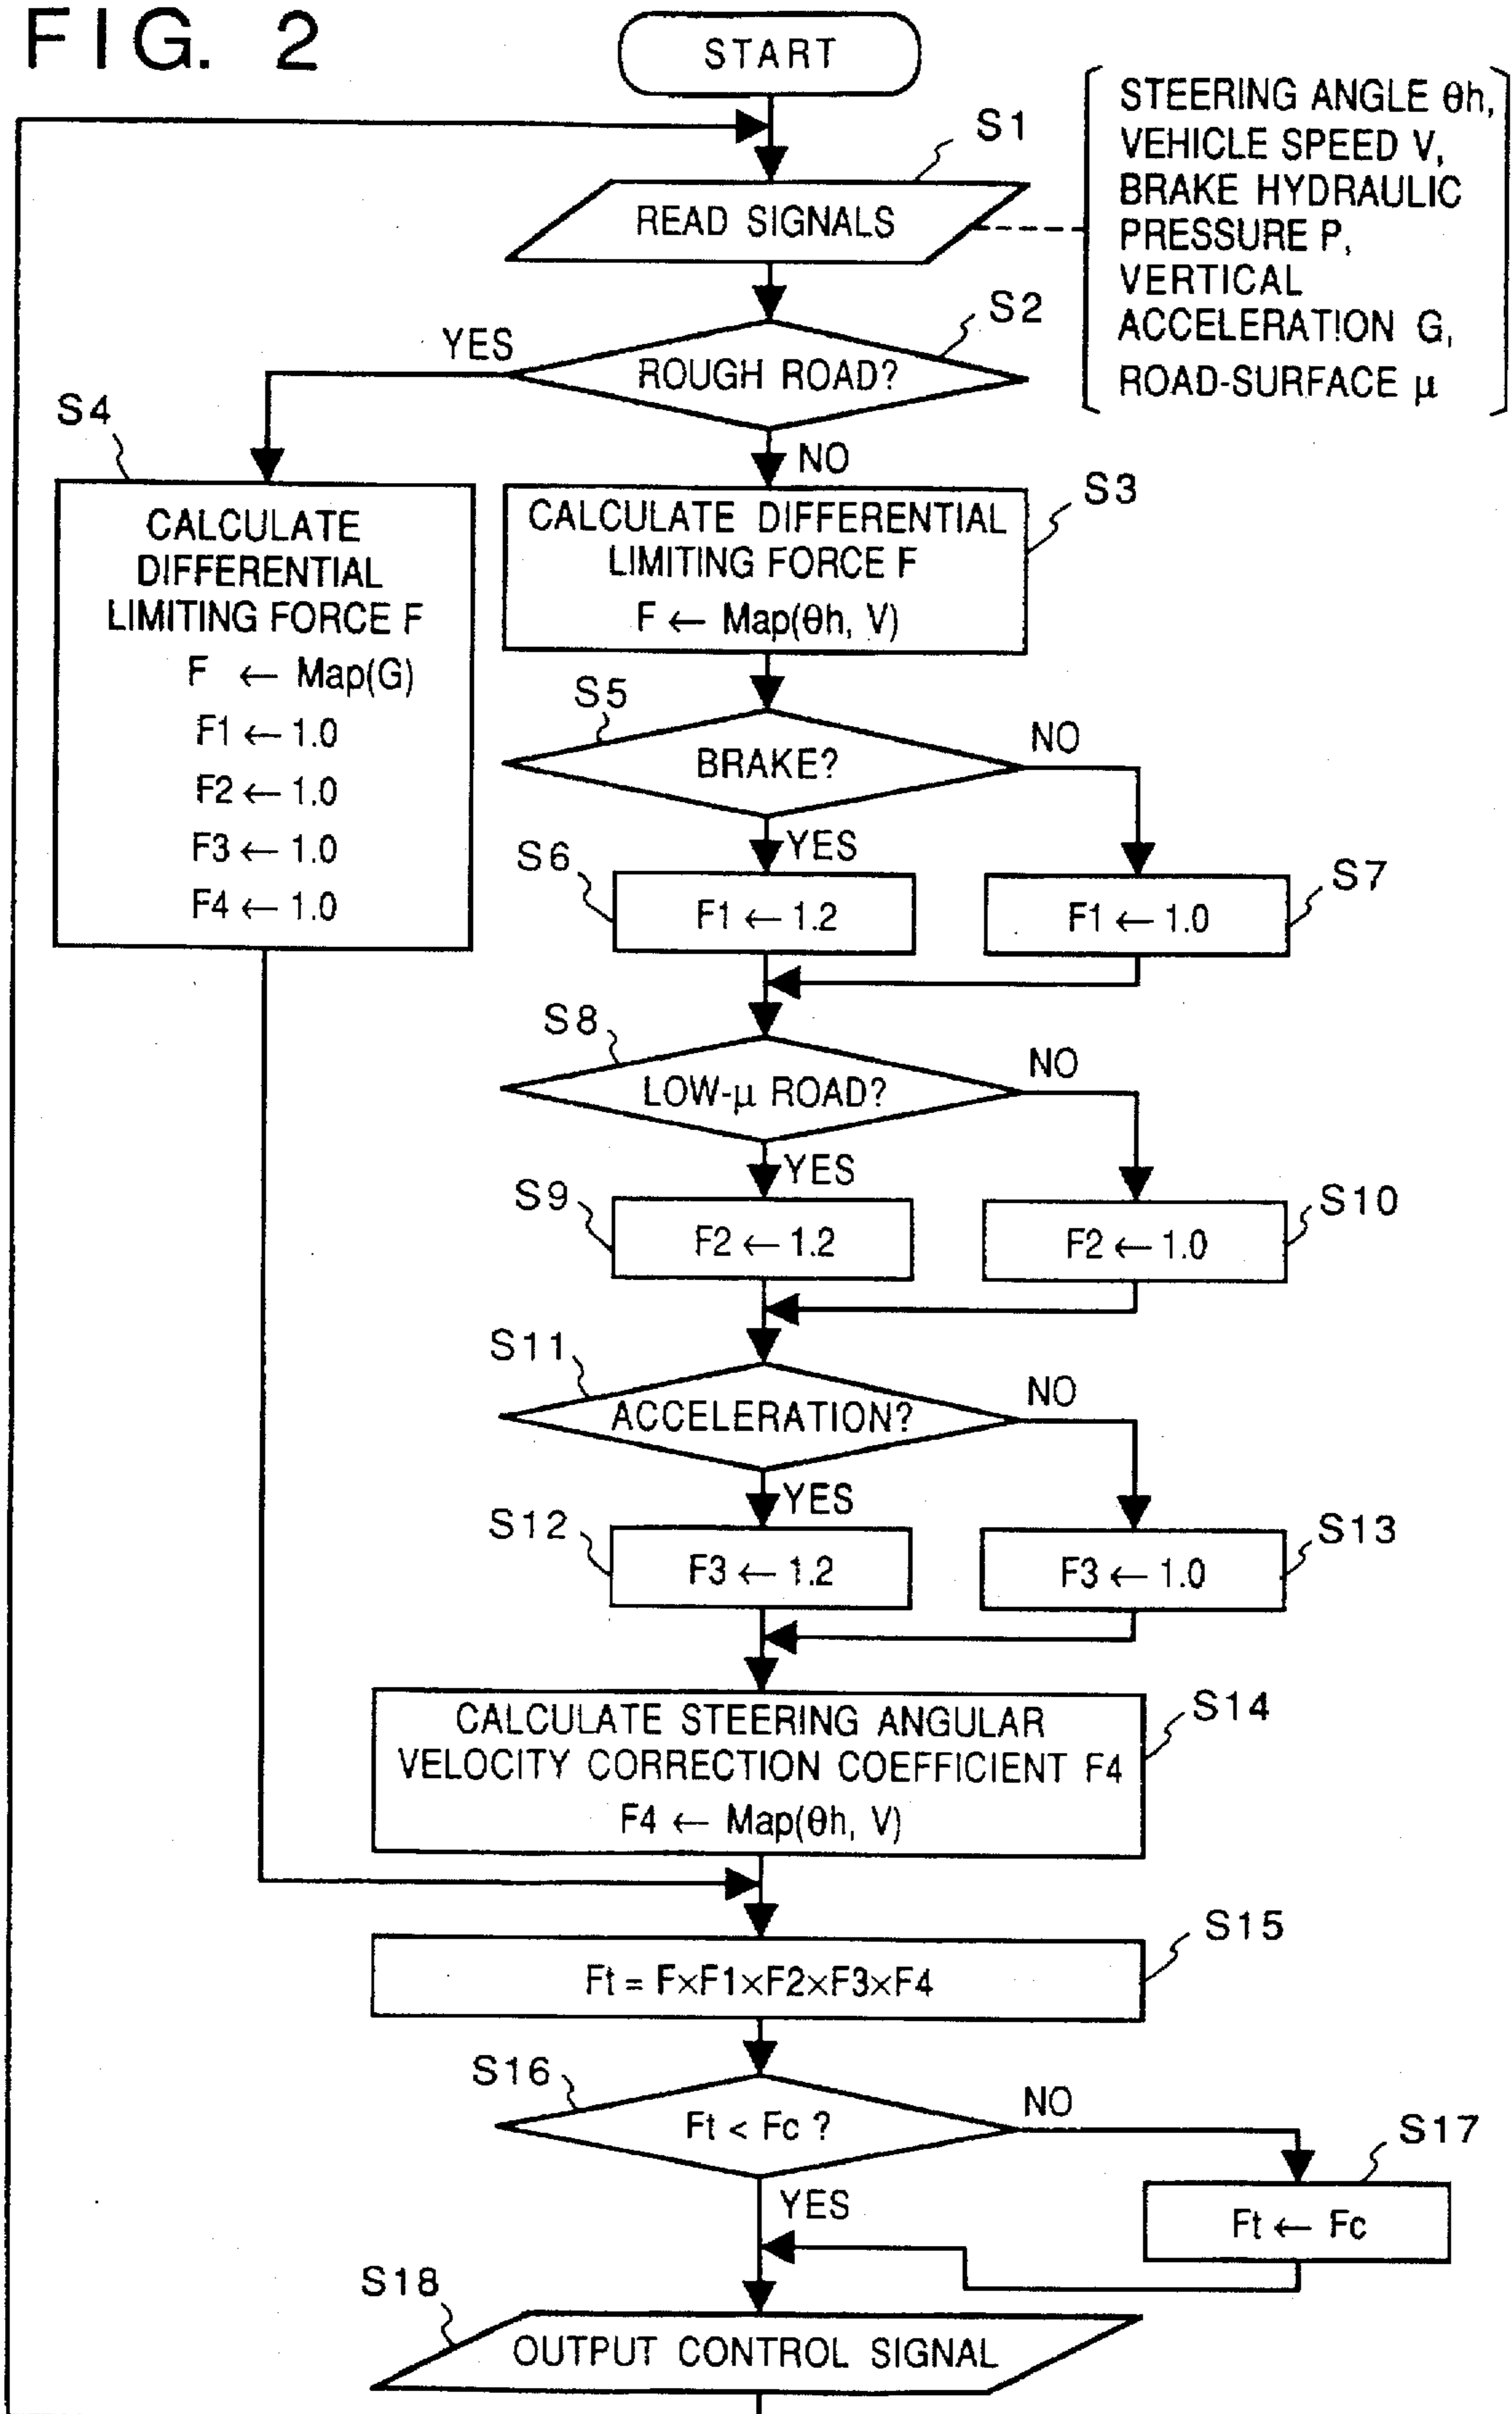 FIG. 2
START
S1
READ SIGNALS
STEERING ANGLE θh,
VEHICLE SPEED V,
BRAKE HYDRAULIC
PRESSURE P,
VERTICAL
ACCELERATION G,
ROAD-SURFACE μ
S2
ROUGH ROAD?
YES
NO
S4
CALCULATE
DIFFERENTIAL
LIMITING FORCE F
F ← Map(G)
F1 ← 1.0
F2 ← 1.0
F3 ← 1.0
F4 ← 1.0
S3
CALCULATE DIFFERENTIAL
LIMITING FORCE F
F ← Map(θh, V)
S5
BRAKE?
NO
YES
S6
F1 ← 1.2
S7
F1 ← 1.0
S8
LOW-μ ROAD?
NO
YES
S9
F2 ← 1.2
S10
F2 ← 1.0
S11
ACCELERATION?
NO
YES
S12
F3 ← 1.2
S13
F3 ← 1.0
S14
CALCULATE STEERING ANGULAR
VELOCITY CORRECTION COEFFICIENT F4
F4 ← Map(θh, V)
S15
Ft = F×F1×F2×F3×F4
S16
Ft < Fc ?
NO
YES
S17
Ft ← Fc
S18
OUTPUT CONTROL SIGNAL